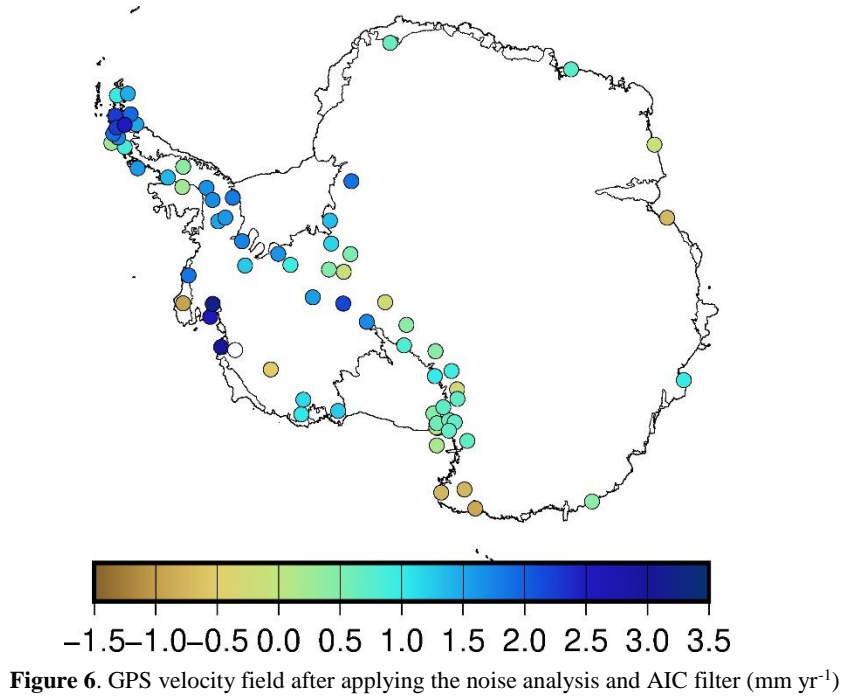 −1.5−1.0−0.5 0.0 0.5 1.0 1.5 2.0 2.5 3.0 3.5
Figure 6. GPS velocity field after applying the noise analysis and AIC filter (mm yr-1)